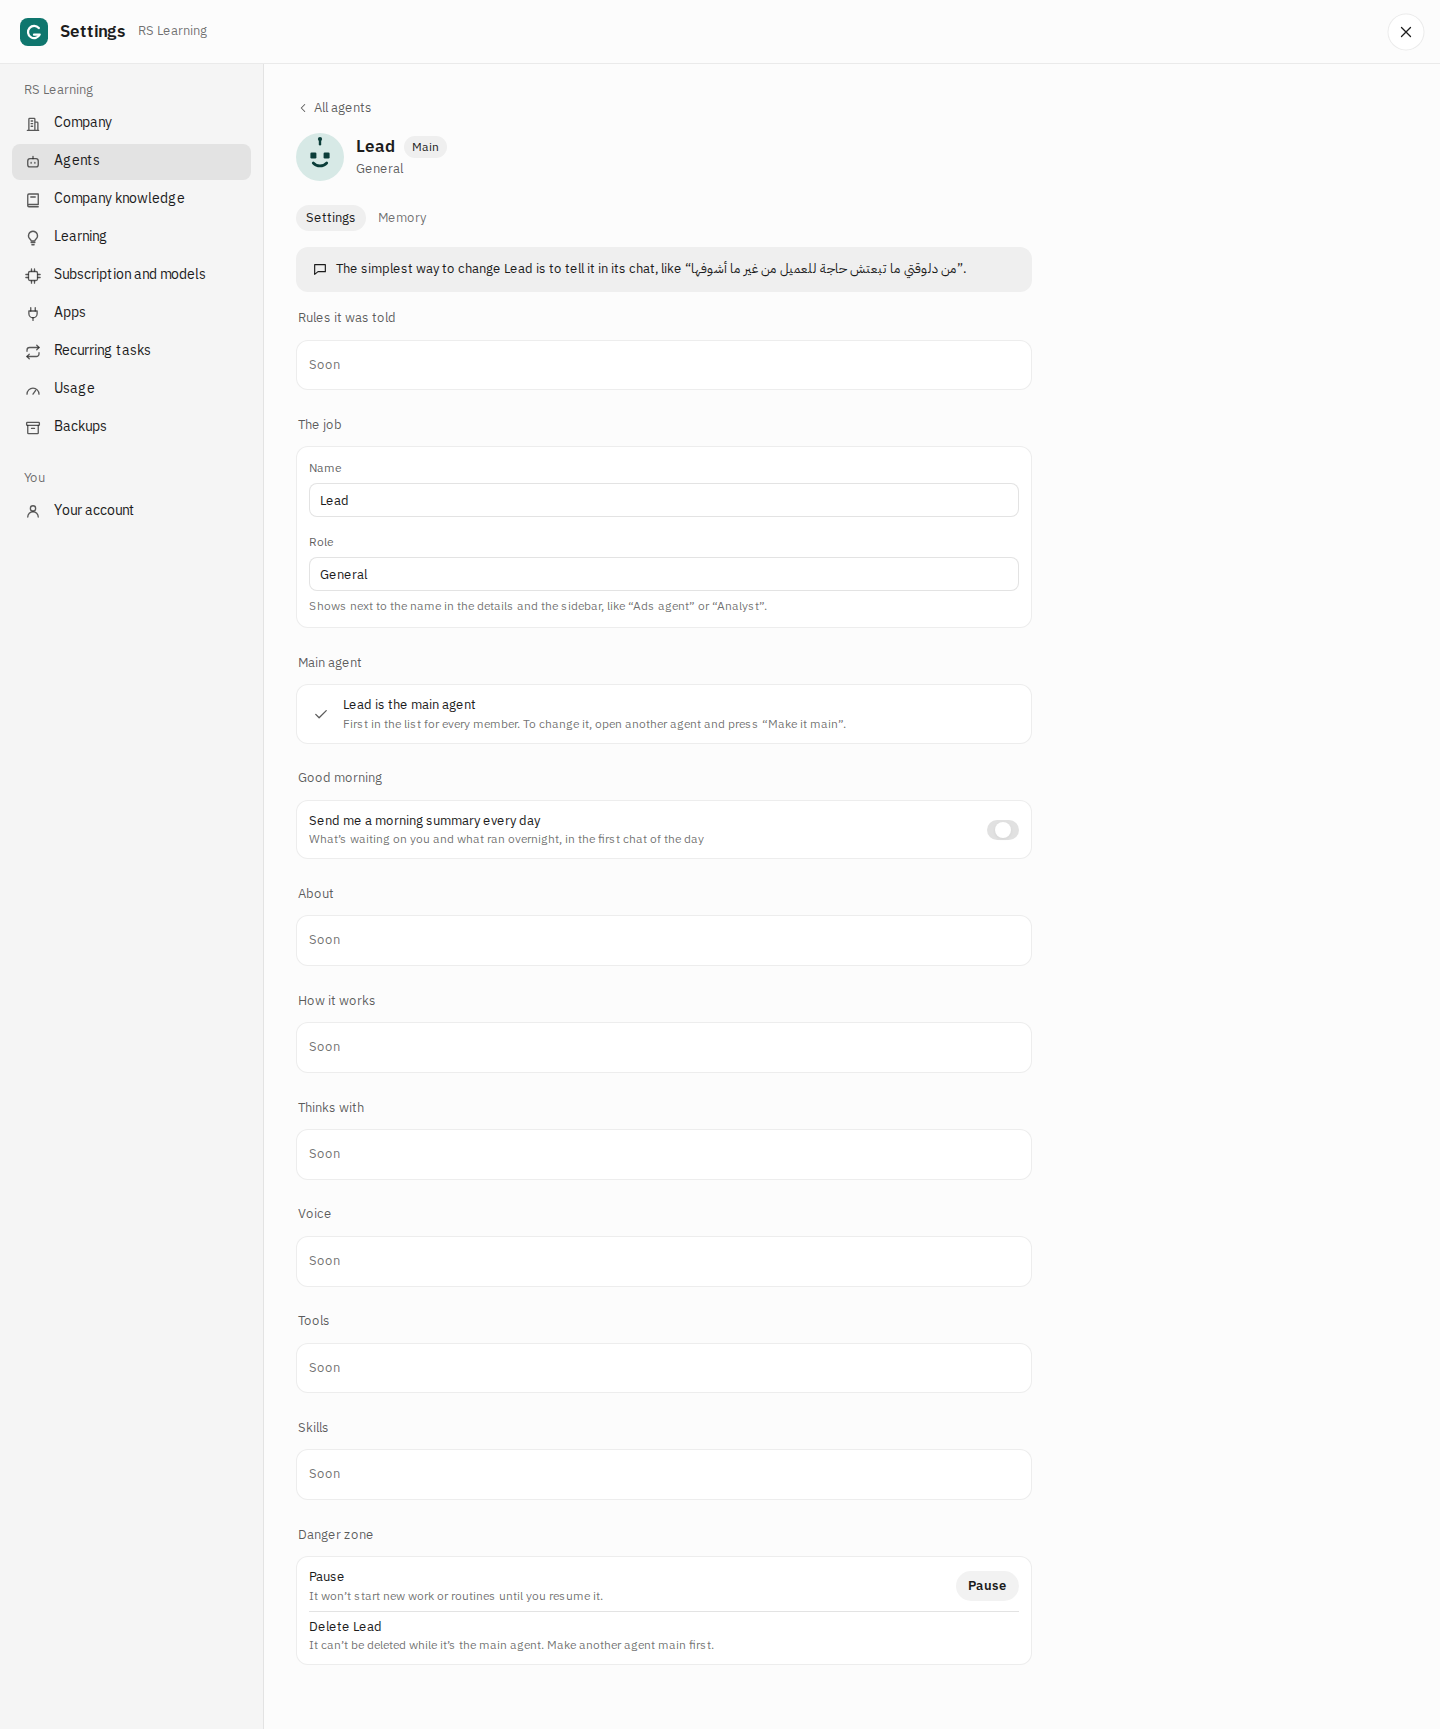 Settings RS Learning
RS Learning
Company
Agents
Company knowledge
Learning
Subscription and models
Apps
Recurring tasks
Usage
Backups
You
Your account
All agents
Lead Main
General
Settings Memory
The simplest way to change Lead is to tell it in its chat, like “من دلوقتي ما تبعتش حاجة للعميل من غير ما أشوفها”.
Rules it was told
Soon
The job
Name
Lead
Role
General
Shows next to the name in the details and the sidebar, like “Ads agent” or “Analyst”.
Main agent
Lead is the main agent
First in the list for every member. To change it, open another agent and press “Make it main”.
Good morning
Send me a morning summary every day
What’s waiting on you and what ran overnight, in the first chat of the day
About
Soon
How it works
Soon
Thinks with
Soon
Voice
Soon
Tools
Soon
Skills
Soon
Danger zone
Pause
It won’t start new work or routines until you resume it.
Pause
Delete Lead
It can’t be deleted while it’s the main agent. Make another agent main first.